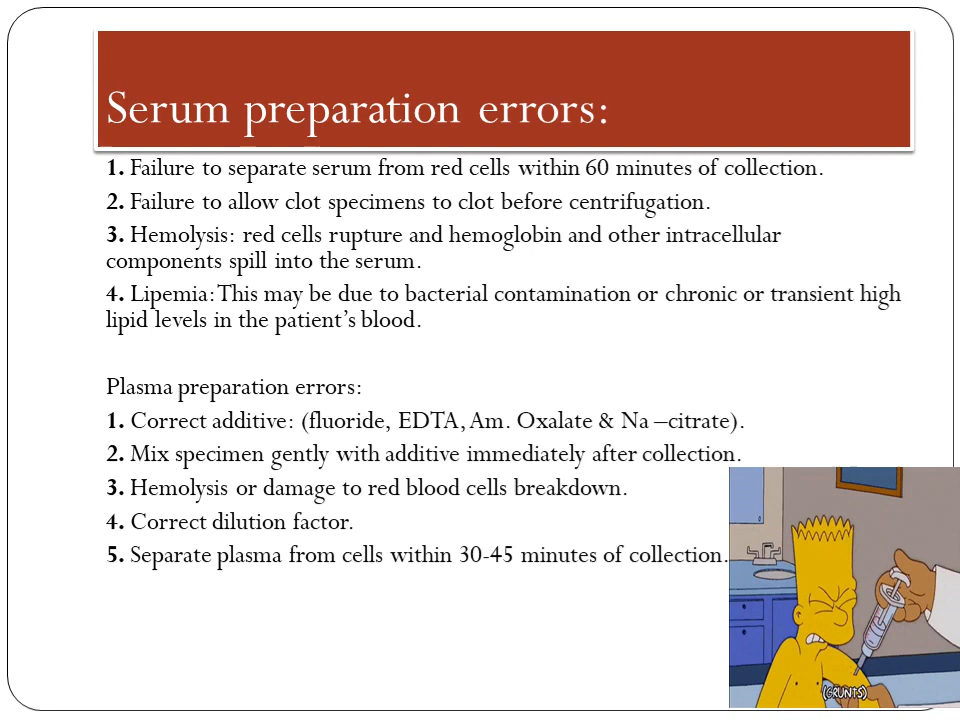 Serum preparation errors:
1. Failure to separate serum from red cells within 60 minutes of collection.
2. Failure to allow clot specimens to clot before centrifugation.
3. Hemolysis: red cells rupture and hemoglobin and other intracellular
components spill into the serum.
4. Lipemia: This may be due to bacterial contamination or chronic or transient high
lipid levels in the patient’s blood.
Plasma preparation errors:
1. Correct additive: (fluoride, EDTA, Am. Oxalate & Na –citrate).
2. Mix specimen gently with additive immediately after collection.
3. Hemolysis or damage to red blood cells breakdown.
4. Correct dilution factor.
5. Separate plasma from cells within 30-45 minutes of collection.
(GRUNTS)